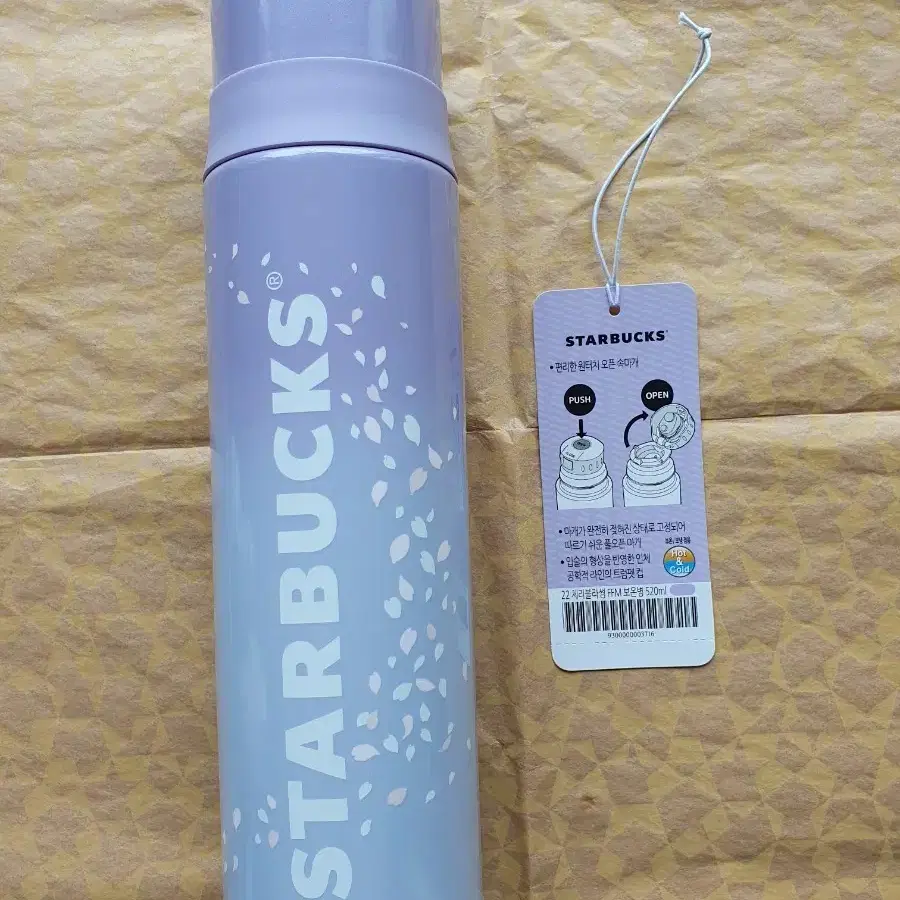 STARBUCKS®
STARBUCKS
• 편리한 원터치 오픈 속마개
PUSH
OPEN
• 마개가 완전히 젖혀진 상태로 고정되어
따르기 쉬운 풀오픈 마개
• 입술의 형상을 반영한 인체
공학적 라인의 트럼펫 컵
Hot
&
Cold
22 체리블라썸 FFM 보온병 520ml
9300000003716